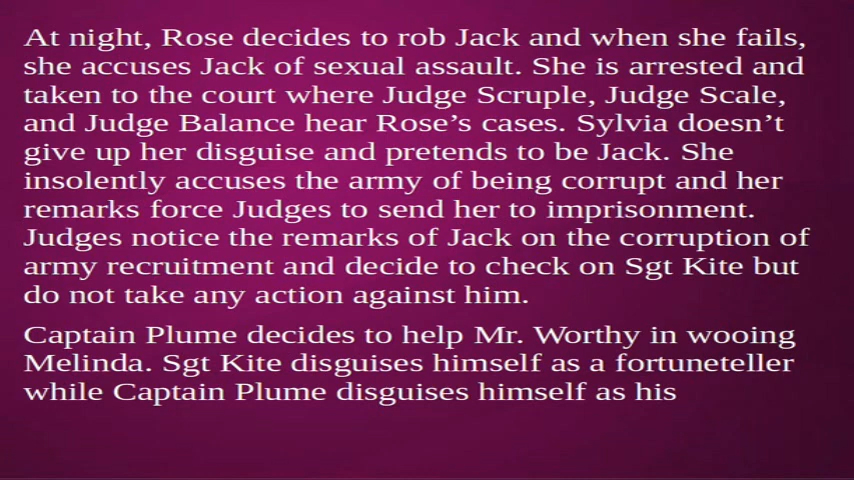 At night, Rose decides to rob Jack and when she fails,
she accuses Jack of sexual assault. She is arrested and
taken to the court where Judge Scruple, Judge Scale,
and Judge Balance hear Rose’s cases. Sylvia doesn’t
give up her disguise and pretends to be Jack. She
insolently accuses the army of being corrupt and her
remarks force Judges to send her to imprisonment.
Judges notice the remarks of Jack on the corruption of
army recruitment and decide to check on Sgt Kite but
do not take any action against him.
Captain Plume decides to help Mr. Worthy in wooing
Melinda. Sgt Kite disguises himself as a fortuneteller
while Captain Plume disguises himself as his